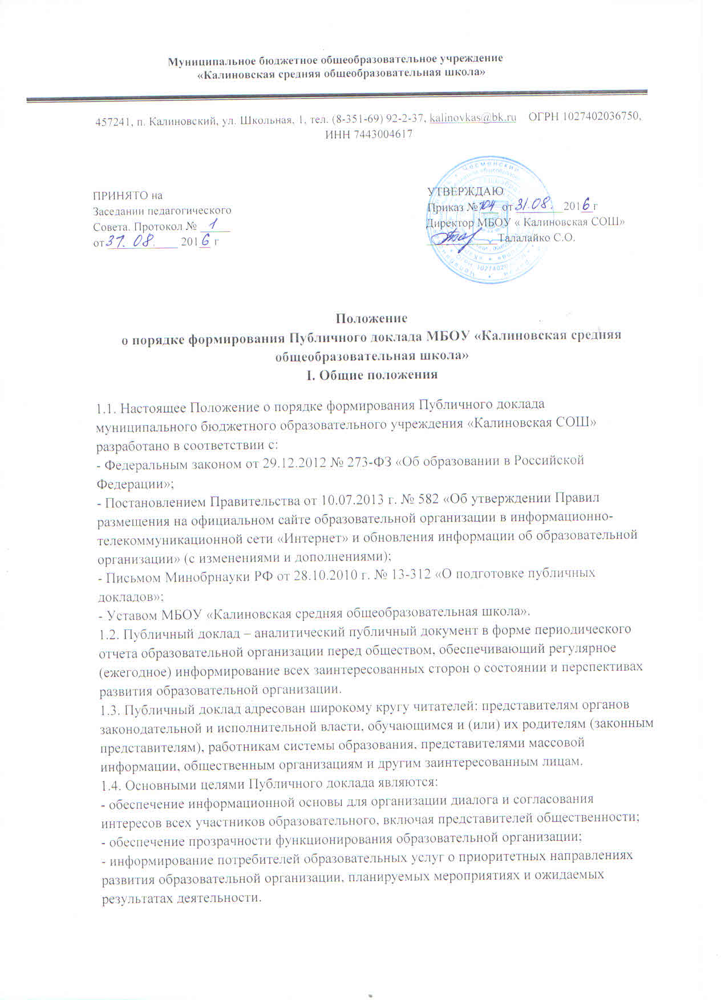 Муниципальное бюджетное общеобразовательное учреждение
«Калиновская средняя общеобразовательная школа»
457241, п. Калиновский, ул. Школьная, 1, тел. (8-351-69) 92-2-37, kalinovkas@bk.ru ОГРН 1027402036750,
ИНН 7443004617
ПРИНЯТО на
Заседании педагогического
Совета. Протокол № 1
от 31. 08. 2016 г
УТВЕРЖДАЮ
Приказ № 104 от 31.08. 2016 г
Директор МБОУ « Калиновская СОШ»
Талалайко С.О.
Положение
о порядке формирования Публичного доклада МБОУ «Калиновская средняя
общеобразовательная школа»
I. Общие положения
1.1. Настоящее Положение о порядке формирования Публичного доклада
муниципального бюджетного образовательного учреждения «Калиновская СОШ»
разработано в соответствии с:
- Федеральным законом от 29.12.2012 № 273-ФЗ «Об образовании в Российской
Федерации»;
- Постановлением Правительства от 10.07.2013 г. № 582 «Об утверждении Правил
размещения на официальном сайте образовательной организации в информационно-
телекоммуникационной сети «Интернет» и обновления информации об образовательной
организации» (с изменениями и дополнениями);
- Письмом Минобрнауки РФ от 28.10.2010 г. № 13-312 «О подготовке публичных
докладов»;
- Уставом МБОУ «Калиновская средняя общеобразовательная школа».
1.2. Публичный доклад – аналитический публичный документ в форме периодического
отчета образовательной организации перед обществом, обеспечивающий регулярное
(ежегодное) информирование всех заинтересованных сторон о состоянии и перспективах
развития образовательной организации.
1.3. Публичный доклад адресован широкому кругу читателей: представителям органов
законодательной и исполнительной власти, обучающимся и (или) их родителям (законным
представителям), работникам системы образования, представителями массовой
информации, общественным организациям и другим заинтересованным лицам.
1.4. Основными целями Публичного доклада являются:
- обеспечение информационной основы для организации диалога и согласования
интересов всех участников образовательного, включая представителей общественности;
- обеспечение прозрачности функционирования образовательной организации;
- информирование потребителей образовательных услуг о приоритетных направлениях
развития образовательной организации, планируемых мероприятиях и ожидаемых
результатах деятельности.